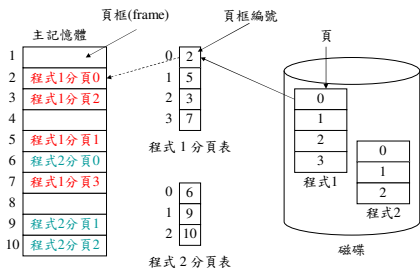 主記憶體
頁框(frame)
頁框編號
頁
1
2 程式1分頁0
3 程式1分頁2
4
5 程式1分頁1
6 程式2分頁0
7 程式1分頁3
8
9 程式2分頁1
10 程式2分頁2
0 2
1 5
2 3
3 7
程式 1 分頁表
0 6
1 9
2 10
程式 2 分頁表
0
1
2
3
程式1
0
1
2
程式2
磁碟